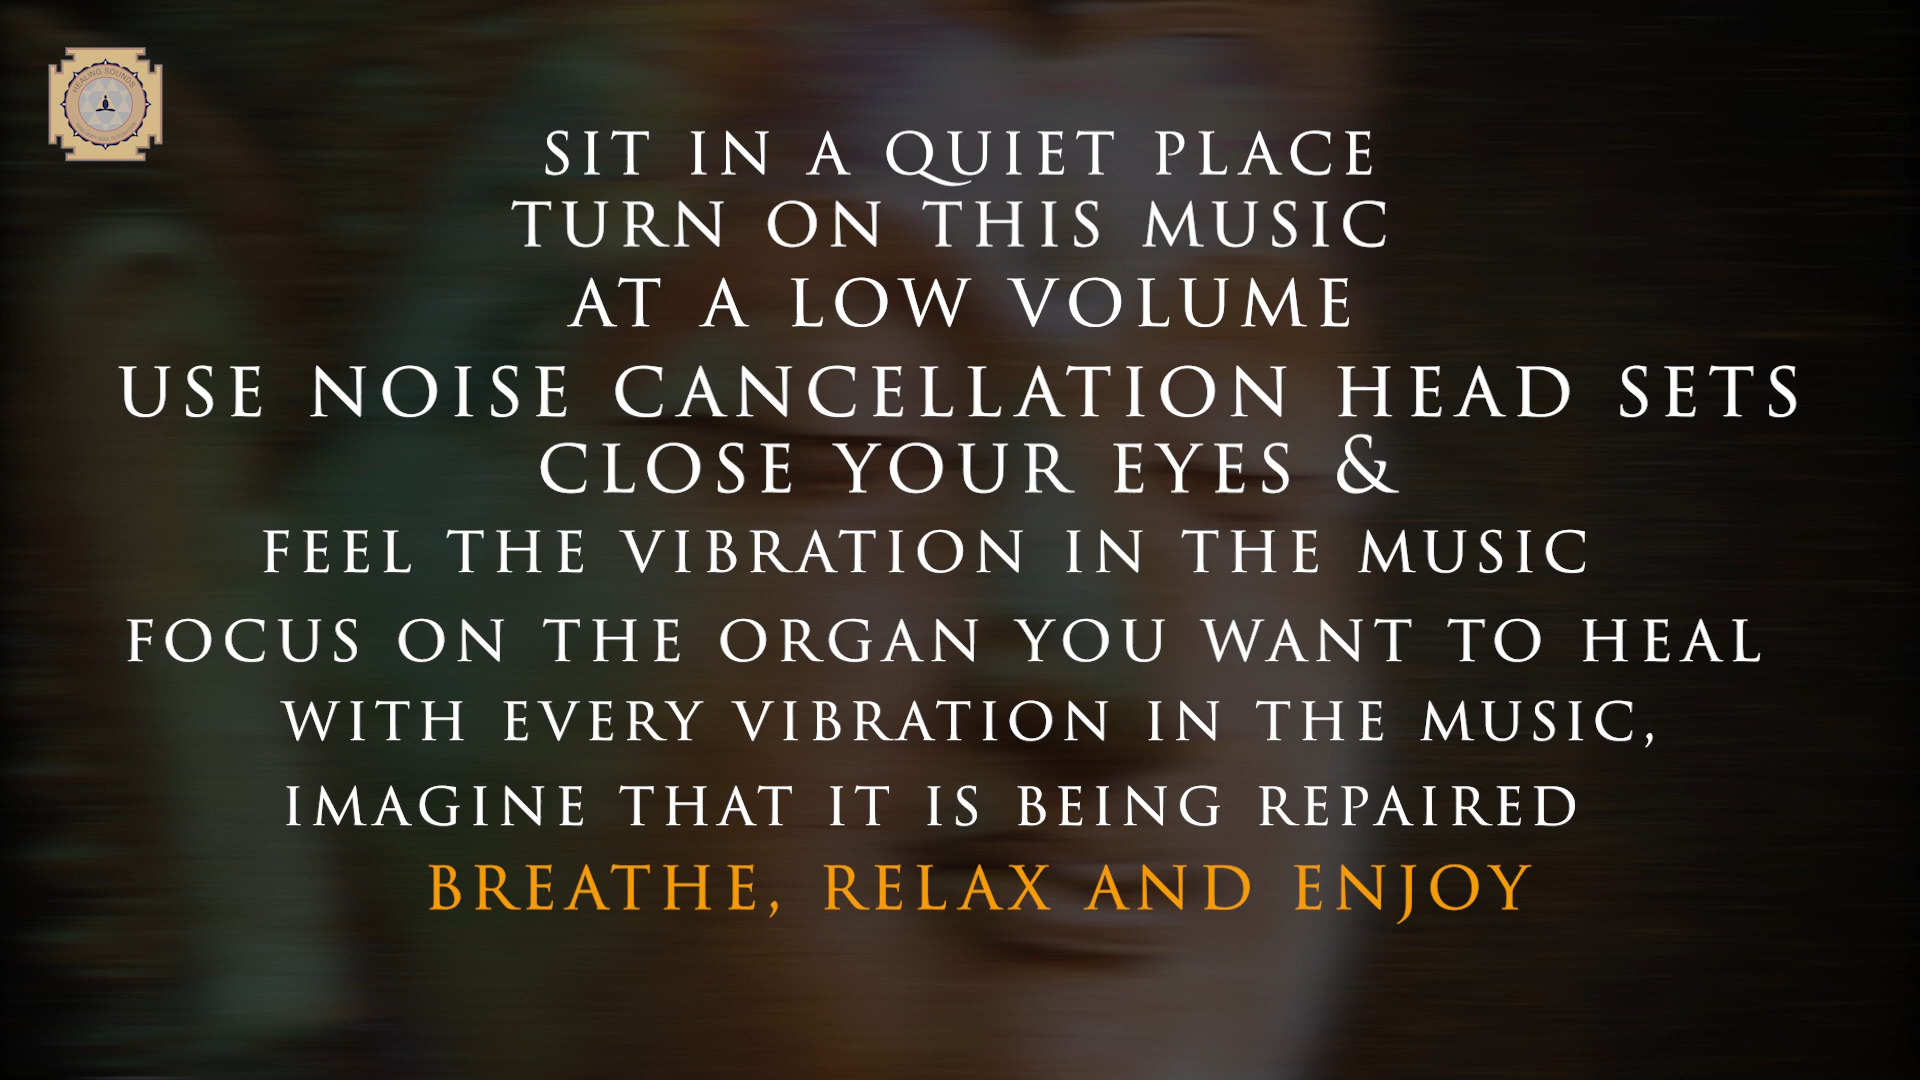 HEALING SOUNDS
SIT IN A QUIET PLACE
TURN ON THIS MUSIC
AT A LOW VOLUME
USE NOISE CANCELLATION HEAD SETS
CLOSE YOUR EYES &
FEEL THE VIBRATION IN THE MUSIC
FOCUS ON THE ORGAN YOU WANT TO HEAL
WITH EVERY VIBRATION IN THE MUSIC,
IMAGINE THAT IT IS BEING REPAIRED
BREATHE, RELAX AND ENJOY